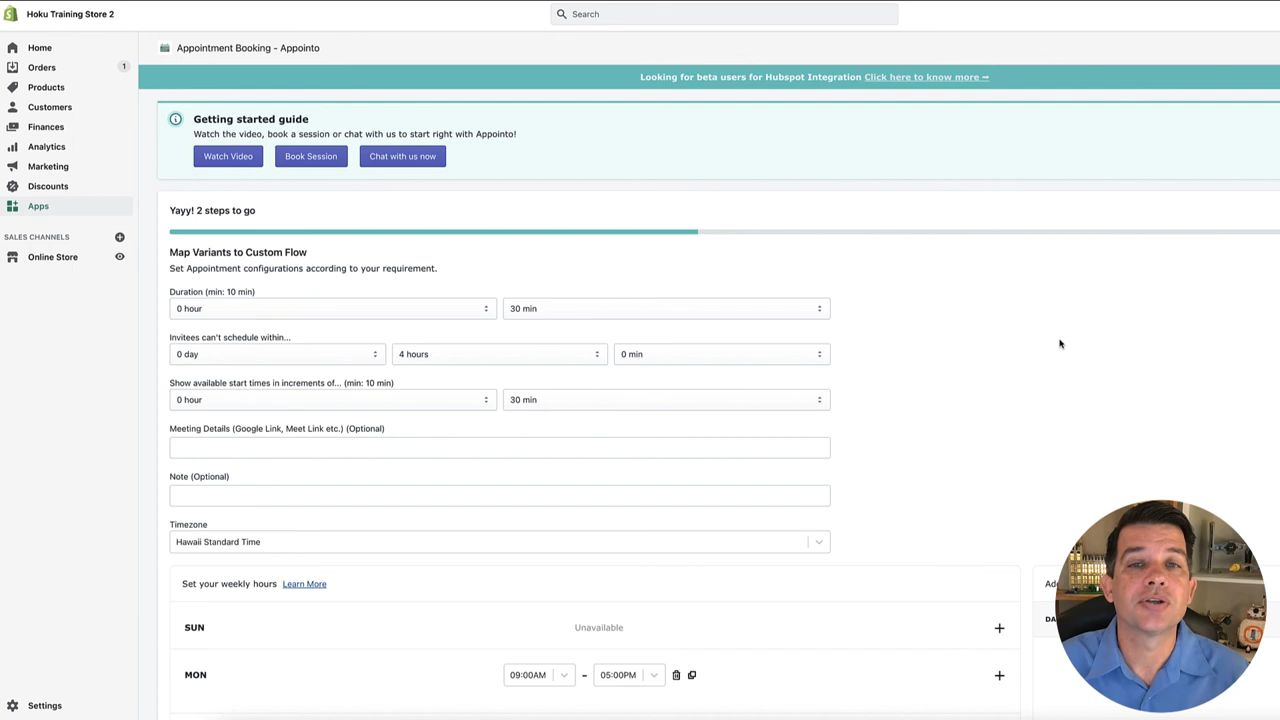 Hoku Training Store 2
Search
Home
Orders 1
Products
Customers
Finances
Analytics
Marketing
Discounts
Apps
SALES CHANNELS
Online Store
Settings
Appointment Booking - Appointo
Looking for beta users for Hubspot Integration Click here to know more →
Getting started guide
Watch the video, book a session or chat with us to start right with Appointo!
Watch Video Book Session Chat with us now
Yayy! 2 steps to go
Map Variants to Custom Flow
Set Appointment configurations according to your requirement.
Duration (min: 10 min)
0 hour 30 min
Invitees can't schedule within...
0 day 4 hours 0 min
Show available start times in increments of... (min: 10 min)
0 hour 30 min
Meeting Details (Google Link, Meet Link etc.) (Optional)
Note (Optional)
Timezone
Hawaii Standard Time
Set your weekly hours Learn More
SUN Unavailable +
MON 09:00AM - 05:00PM +